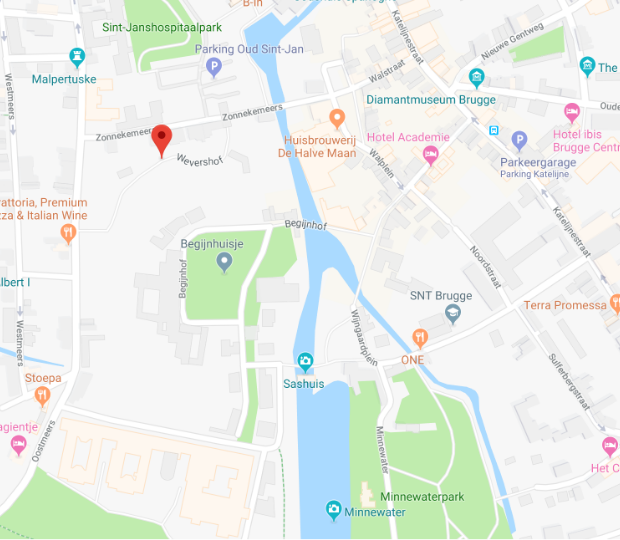 B-In
Katelijnestraat
Sint-Janshospitaalpark
Nieuwe Gentweg
Parking Oud Sint-Jan
Malpertuske
Walstraat
The
Westmeers
Diamantmuseum Brugge
Oude
Zonnekemeers
Zonnekemeers
Huisbrouwerij
De Halve Maan
Hotel Academie
Hotel ibis
Brugge Centr
Wevershof
Walplein
Parkeergarage
Parking Katelijne
rattoria, Premium
zza & Italian Wine
Katelijnestraat
Begijnhof
Begijnhuisje
Noordstraat
Begijnhof
lbert I
SNT Brugge
Terra Promessa
Wijngaardplein
Westmeers
ONE
Sashuis
Stoepa
Sulferbergstraat
agientje
Oostmeers
Minnewater
Het C
Minnewaterpark
Minnewater